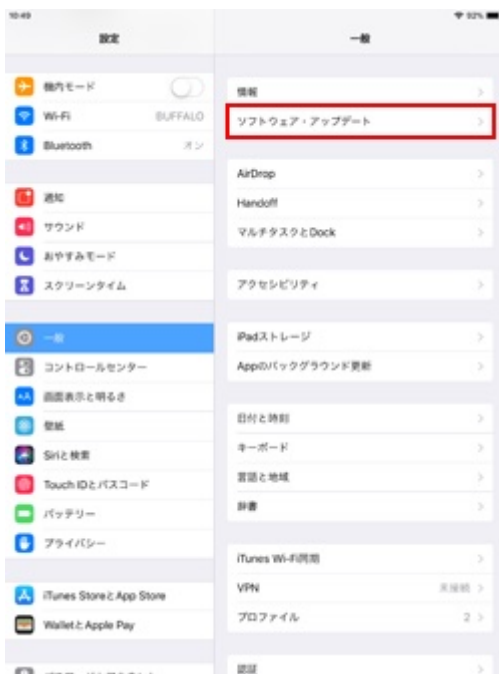 10:49
92%
設定
機内モード
Wi-Fi BUFFALO
Bluetooth オン
通知
サウンド
おやすみモード
スクリーンタイム
一般
コントロールセンター
画面表示と明るさ
壁紙
Siriと検索
Touch IDとパスコード
バッテリー
プライバシー
iTunes StoreとApp Store
WalletとApple Pay
一般
情報
ソフトウェア・アップデート
AirDrop
Handoff
マルチタスクとDock
アクセシビリティ
iPadストレージ
Appのバックグラウンド更新
日付と時刻
キーボード
言語と地域
辞書
iTunes Wi-Fi同期
VPN 未接続
プロファイル 2
認証